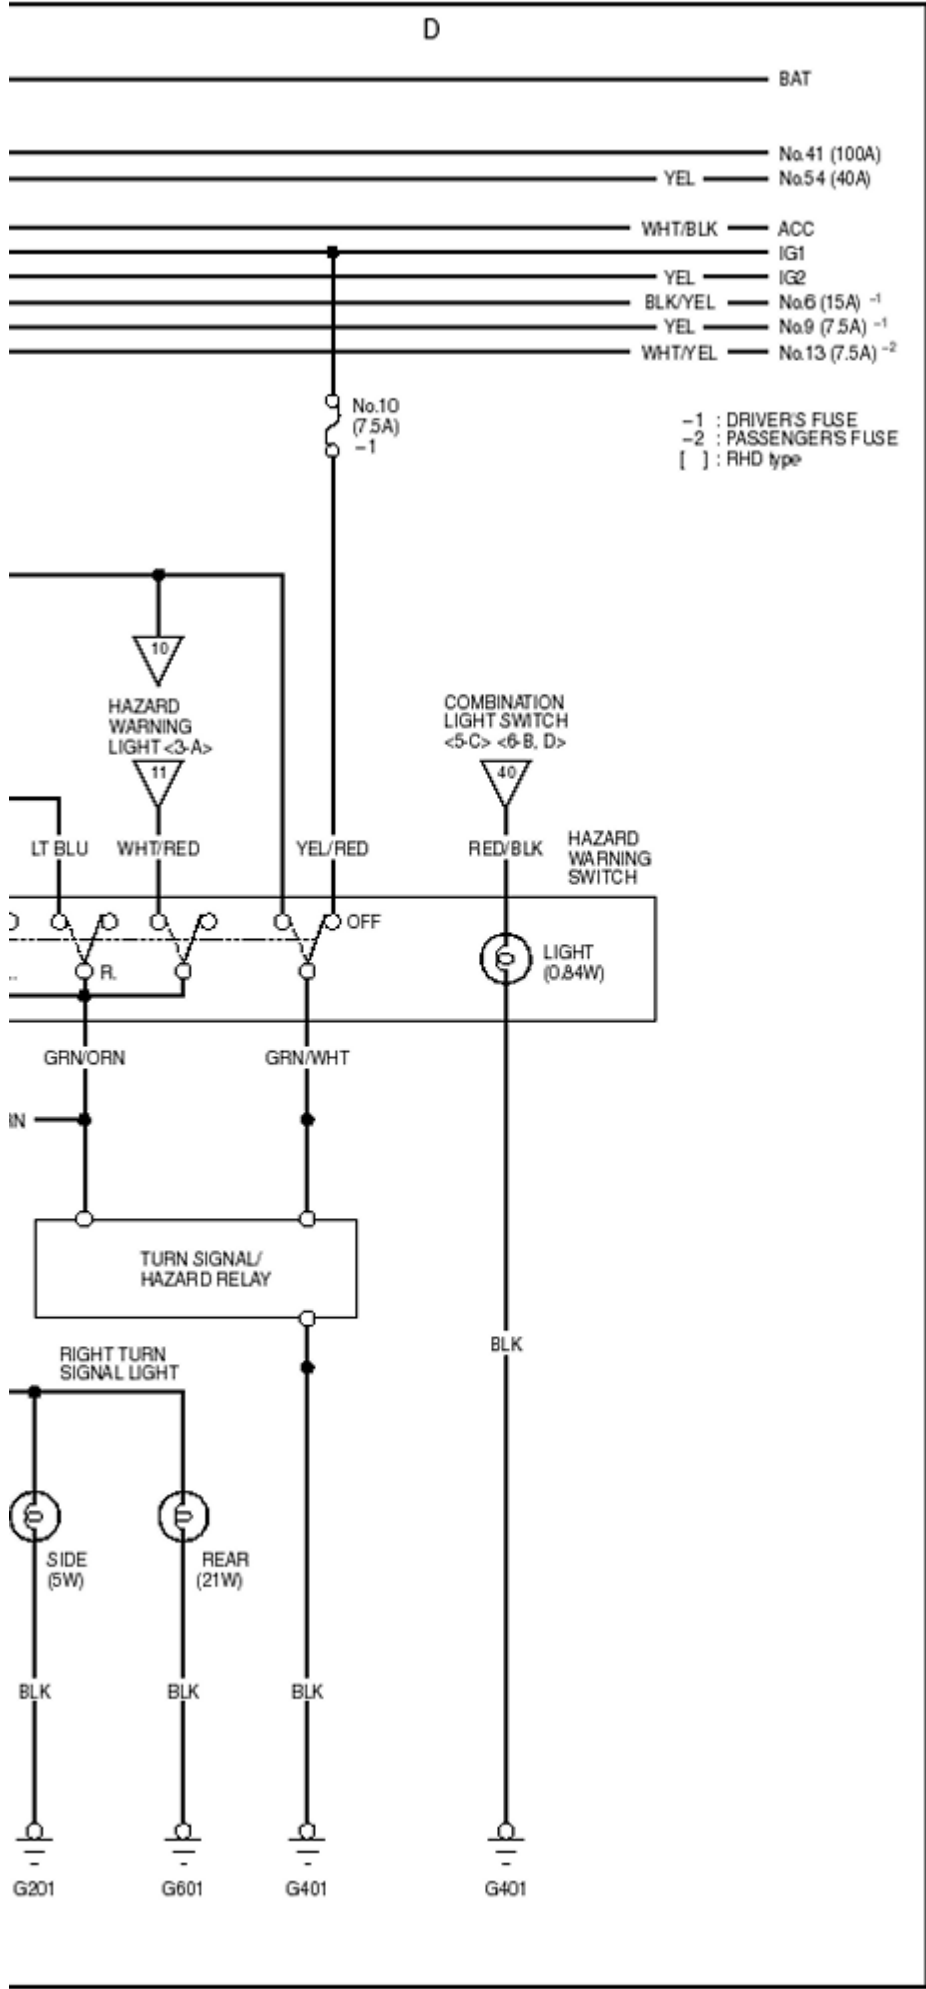 D
BAT
No.41 (100A)
YEL No.54 (40A)
WHT/BLK ACC
IG1
YEL IG2
BLK/YEL No.6 (15A) -1
YEL No.9 (7.5A) -1
WHT/YEL No.13 (7.5A) -2
No.10
(7.5A)
-1
-1 : DRIVER'S FUSE
-2 : PASSENGER'S FUSE
[ ] : RHD type
10
HAZARD
WARNING
LIGHT <3-A>
11
COMBINATION
LIGHT SWITCH
<5-C> <6-B, D>
40
LT BLU WHT/RED YEL/RED RED/BLK
HAZARD
WARNING
SWITCH
OFF
R.
LIGHT
(0.84W)
GRN/ORN GRN/WHT
TURN SIGNAL/
HAZARD RELAY
BLK
RIGHT TURN
SIGNAL LIGHT
SIDE
(5W)
REAR
(21W)
BLK BLK BLK
G201 G601 G401 G401